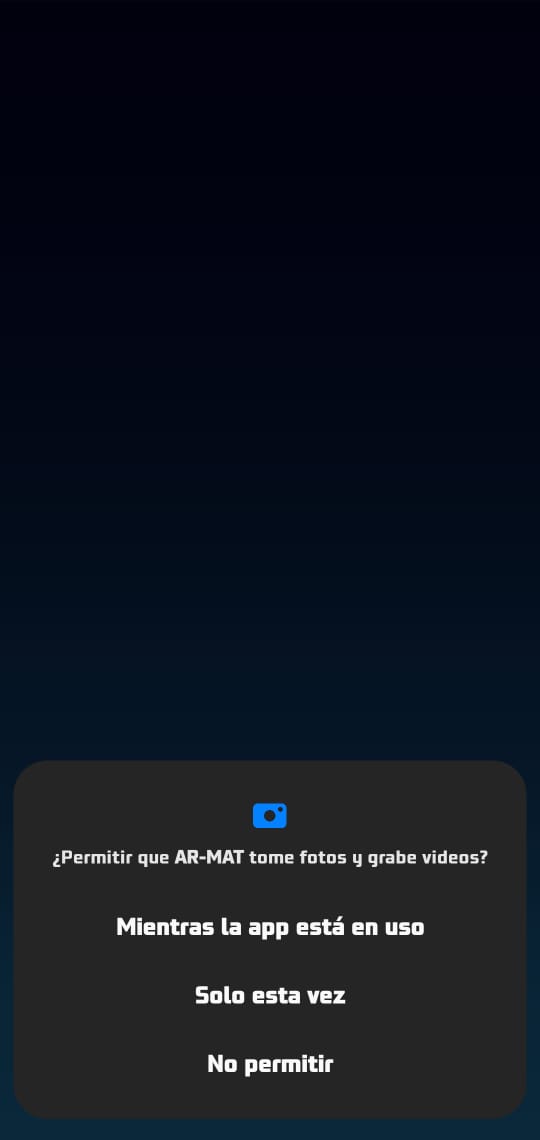 ¿Permitir que AR-MAT tome fotos y grabe videos?
Mientras la app está en uso
Solo esta vez
No permitir